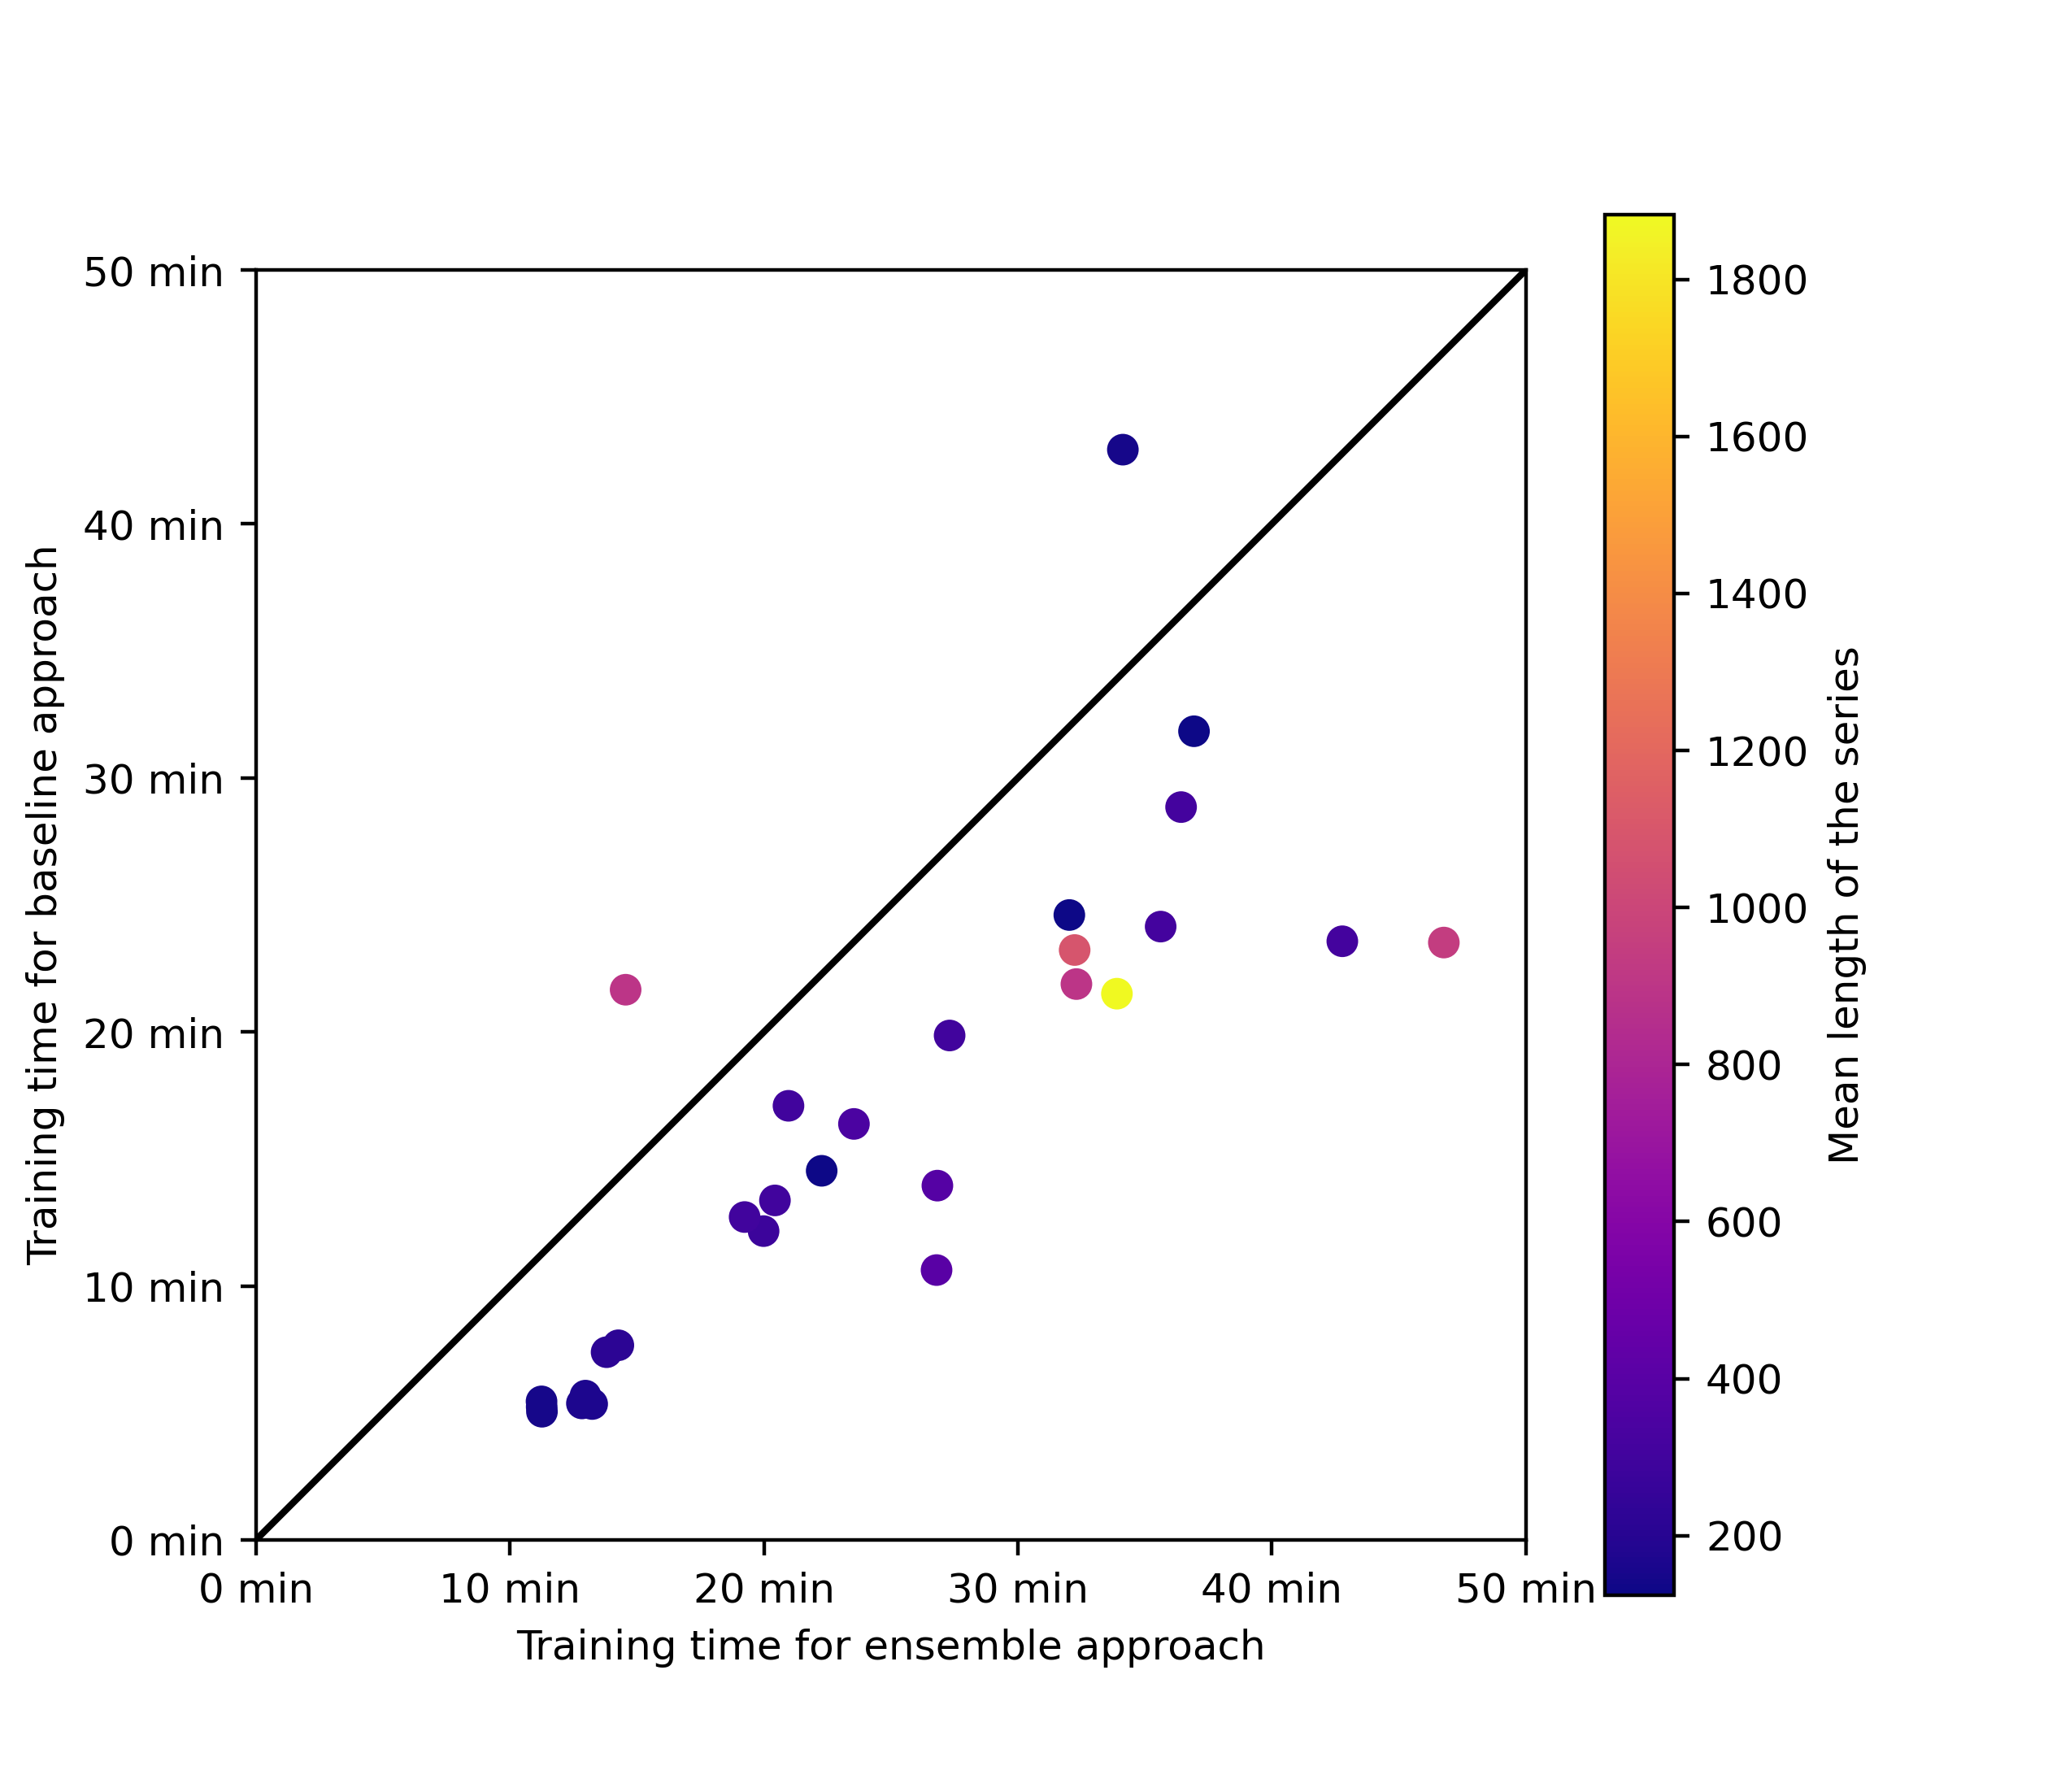 50 min
40 min
30 min
20 min
10 min
0 min
Training time for baseline approach
0 min
10 min
20 min
30 min
40 min
50 min
Training time for ensemble approach
1800
1600
1400
1200
1000
800
600
400
200
Mean length of the series